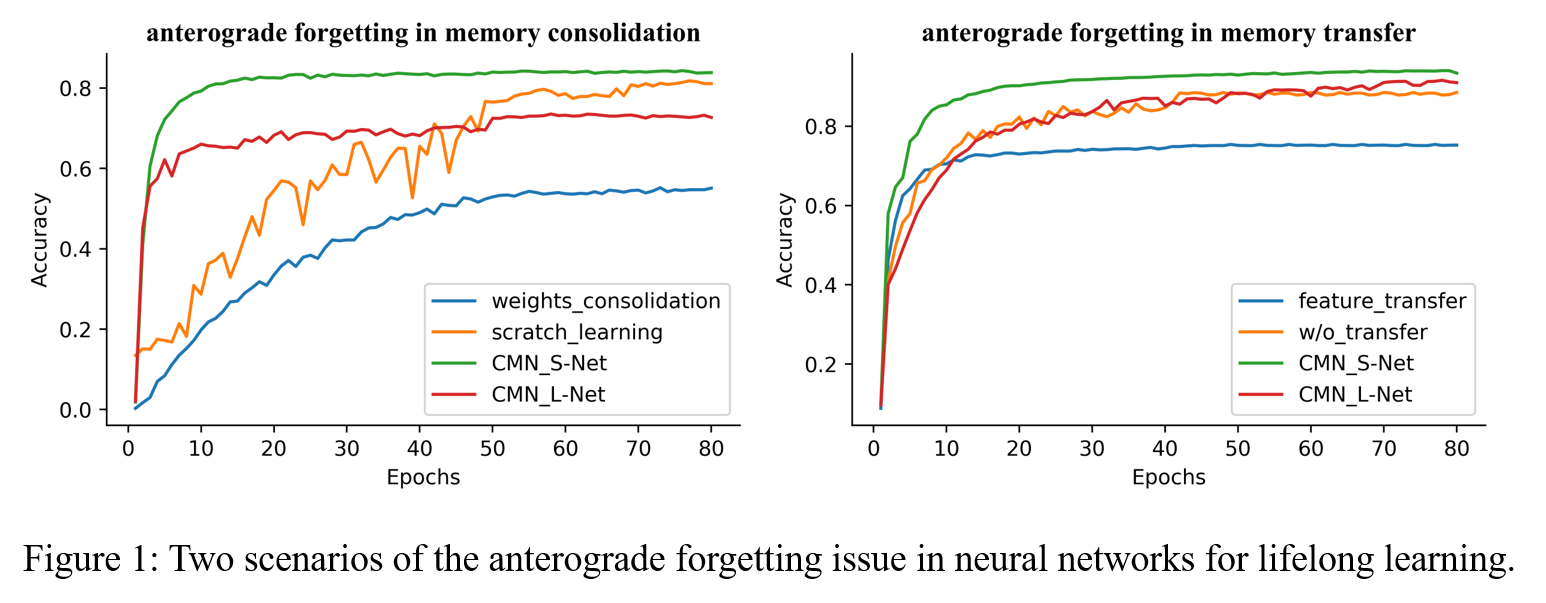 anterograde forgetting in memory consolidation
0.8
0.6
0.4
0.2
0.0
Accuracy
0 10 20 30 40 50 60 70 80
Epochs
weights_consolidation
scratch_learning
CMN_S-Net
CMN_L-Net
anterograde forgetting in memory transfer
0.8
0.6
0.4
0.2
Accuracy
0 10 20 30 40 50 60 70 80
Epochs
feature_transfer
w/o_transfer
CMN_S-Net
CMN_L-Net
Figure 1: Two scenarios of the anterograde forgetting issue in neural networks for lifelong learning.